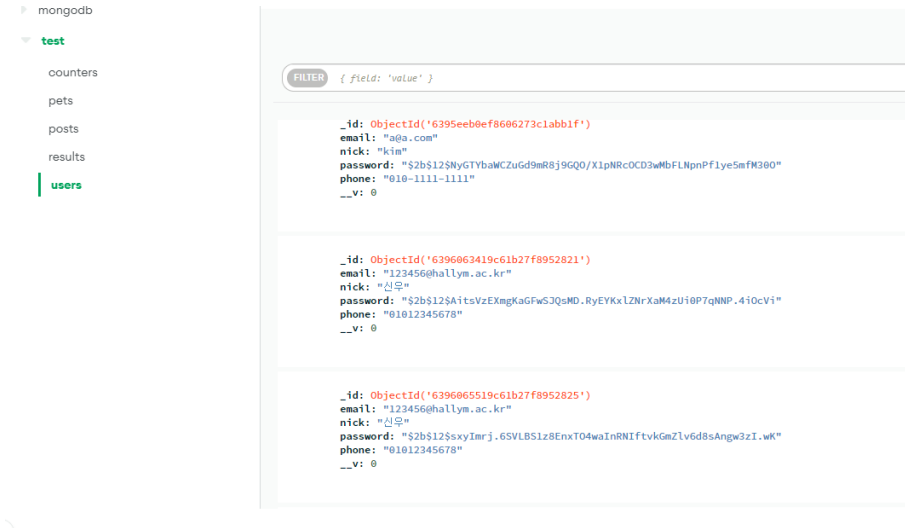 mongodb
test
counters
pets
posts
results
users
FILTER { field: 'value' }
_id: ObjectId('6395eeb0ef8606273c1abb1f')
email: "a@a.com"
nick: "kim"
password: "$2b$12$NyGTYbaWCZuGd9mR8j9GQO/X1pNRcOCD3wMbFLNpnPf1ye5mfM30O"
phone: "010-1111-1111"
__v: 0
_id: ObjectId('6396063419c61b27f8952821')
email: "123456@hallym.ac.kr"
nick: "신우"
password: "$2b$12$AitsVzEXmgKaGFwSJQsMD.RyEYKxlZNrXaM4zUi0P7qNNP.4iOcVi"
phone: "01012345678"
__v: 0
_id: ObjectId('6396065519c61b27f8952825')
email: "123456@hallym.ac.kr"
nick: "신우"
password: "$2b$12$sxyImrj.6SVLBS1z8EnxTO4waInRNIftvkGmZlv6d8sAngw3zI.wK"
phone: "01012345678"
__v: 0